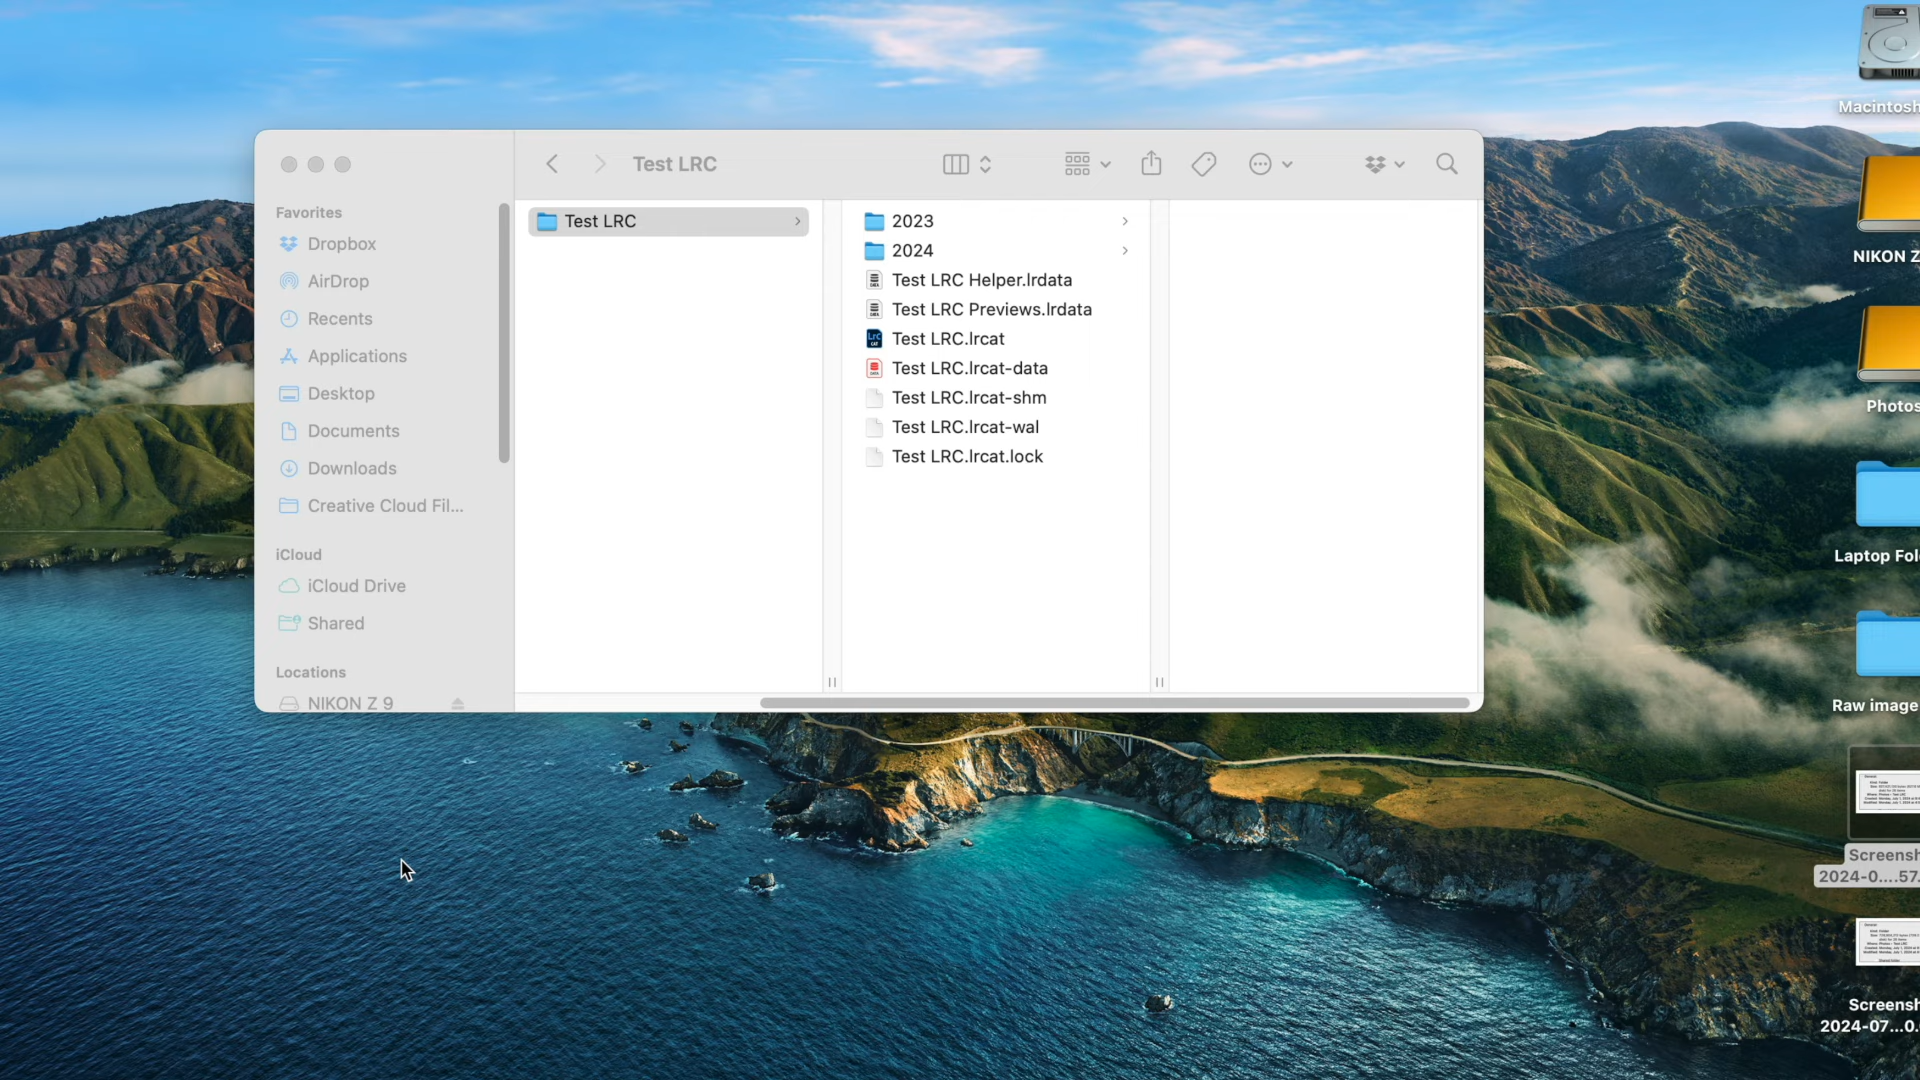 Test LRC
Favorites
Dropbox
AirDrop
Recents
Applications
Desktop
Documents
Downloads
Creative Cloud Fil...
iCloud
iCloud Drive
Shared
Locations
NIKON Z 9
Test LRC
2023
2024
Test LRC Helper.lrdata
Test LRC Previews.lrdata
Test LRC.lrcat
Test LRC.lrcat-data
Test LRC.lrcat-shm
Test LRC.lrcat-wal
Test LRC.lrcat.lock
Macintosh
NIKON Z
Photos
Laptop Fol
Raw image
Screensh
2024-0....57.
Screensh
2024-07...0.